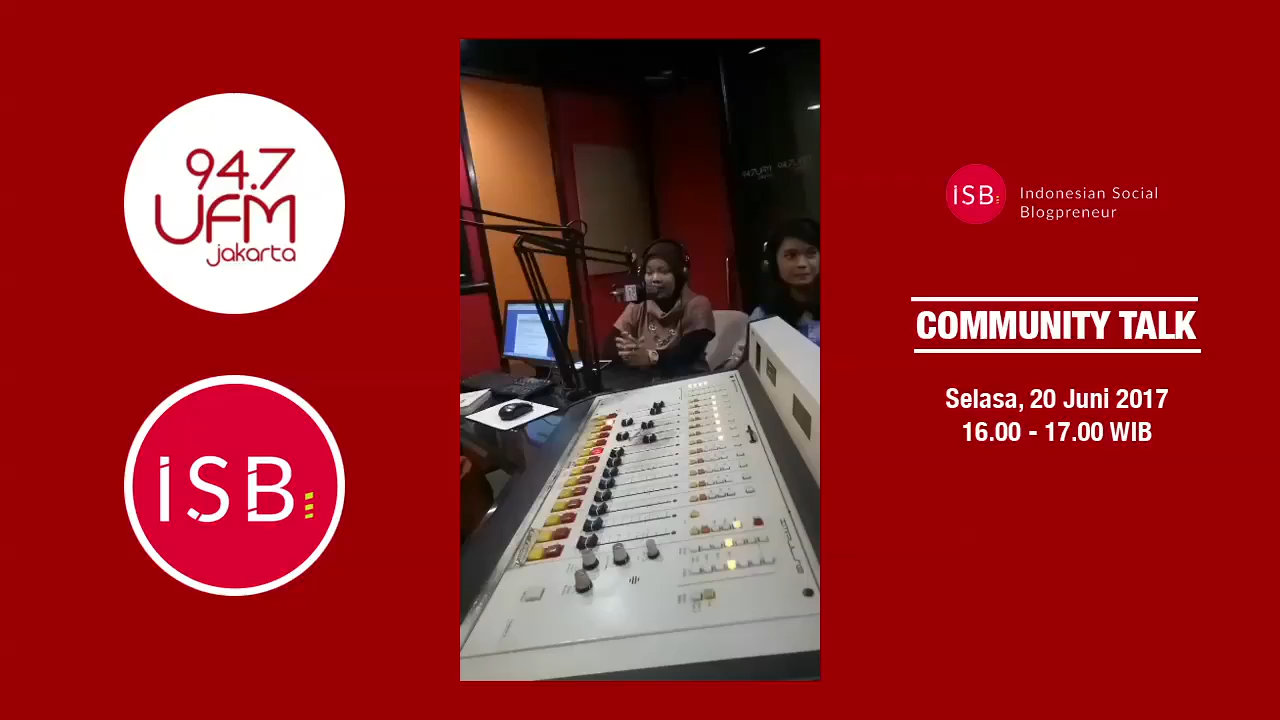 94.7
UFM
jakarta
ISB
ISB
Indonesian Social
Blogpreneur
COMMUNITY TALK
Selasa, 20 Juni 2017
16.00 - 17.00 WIB